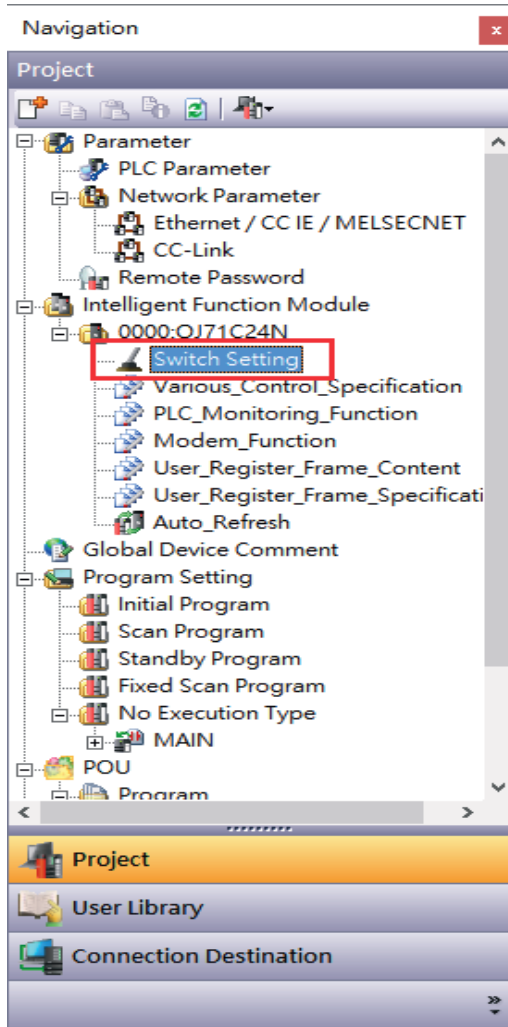 Navigation
x
Project
Parameter
PLC Parameter
Network Parameter
Ethernet / CC IE / MELSECNET
CC-Link
Remote Password
Intelligent Function Module
0000:QJ71C24N
Switch Setting
Various_Control_Specification
PLC_Monitoring_Function
Modem_Function
User_Register_Frame_Content
User_Register_Frame_Specificati
Auto_Refresh
Global Device Comment
Program Setting
Initial Program
Scan Program
Standby Program
Fixed Scan Program
No Execution Type
MAIN
POU
Program
Project
User Library
Connection Destination